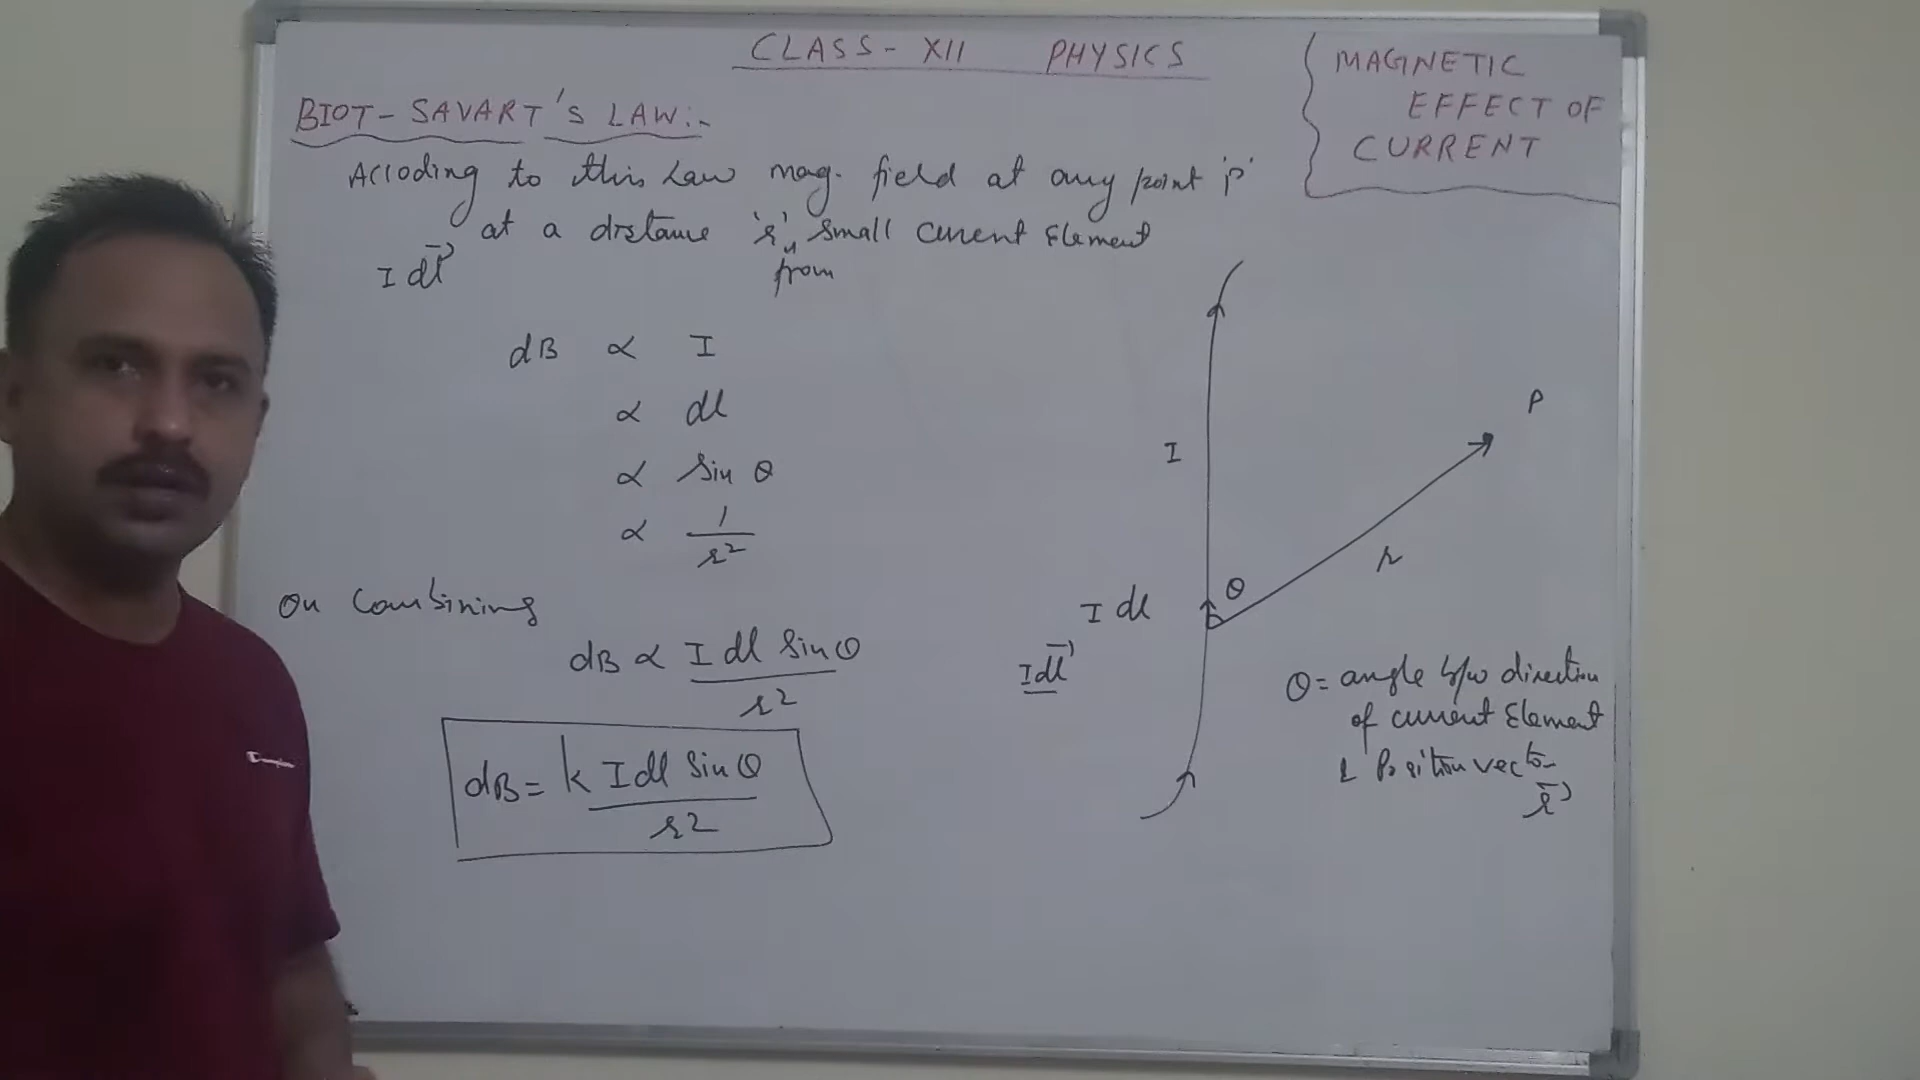 CLASS- XII PHYSICS
MAGNETIC
EFFECT OF
CURRENT
BIOT-SAVART'S LAW:-
Accoding to this Law mag. field at any point 'P'
at a distance 'r' small current Element
from
I dl⃗
dB ∝ I
∝ dl
∝ Sin θ
∝ 1/r²
On Combining
dB ∝ I dl Sin θ / r²
dB = k I dl Sin θ / r²
P
I
r
θ
I dl
I dl⃗
θ = angle b/w direction
of current Element
& Position vector
r⃗
Champion